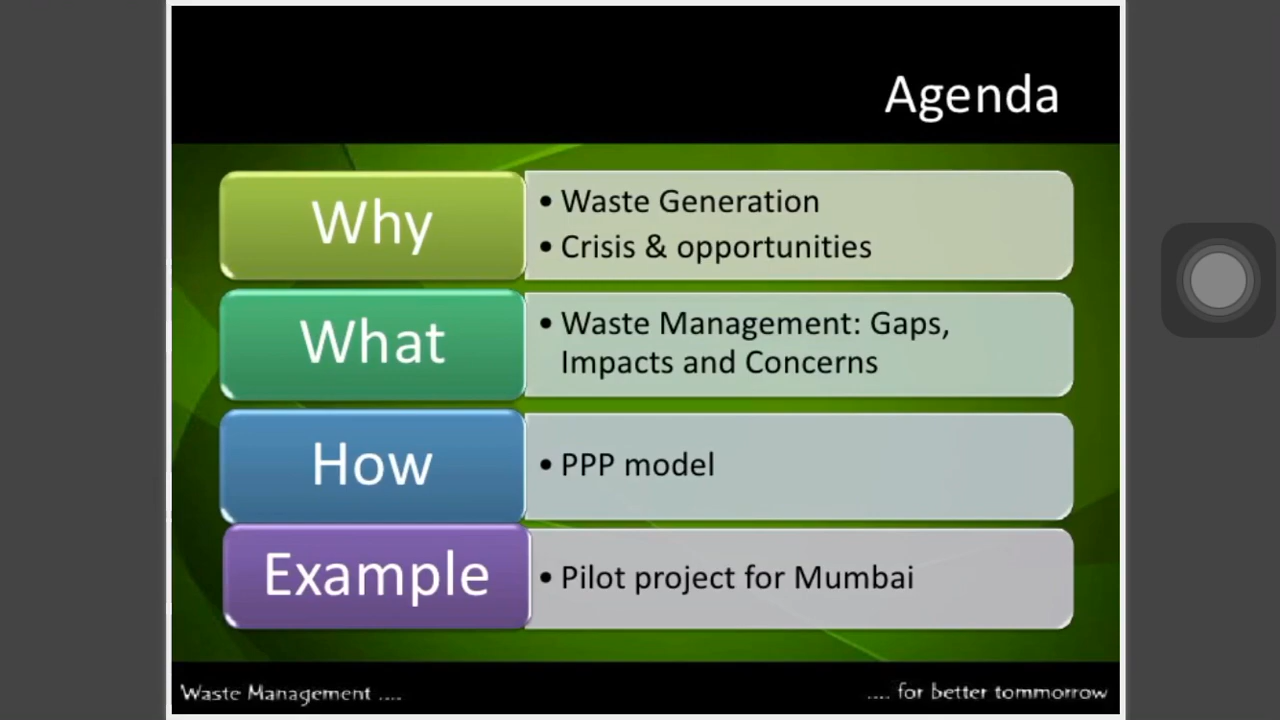 Agenda
Why
• Waste Generation
• Crisis & opportunities
What
• Waste Management: Gaps,
Impacts and Concerns
How
• PPP model
Example
• Pilot project for Mumbai
Waste Management ....
.... for better tommorrow